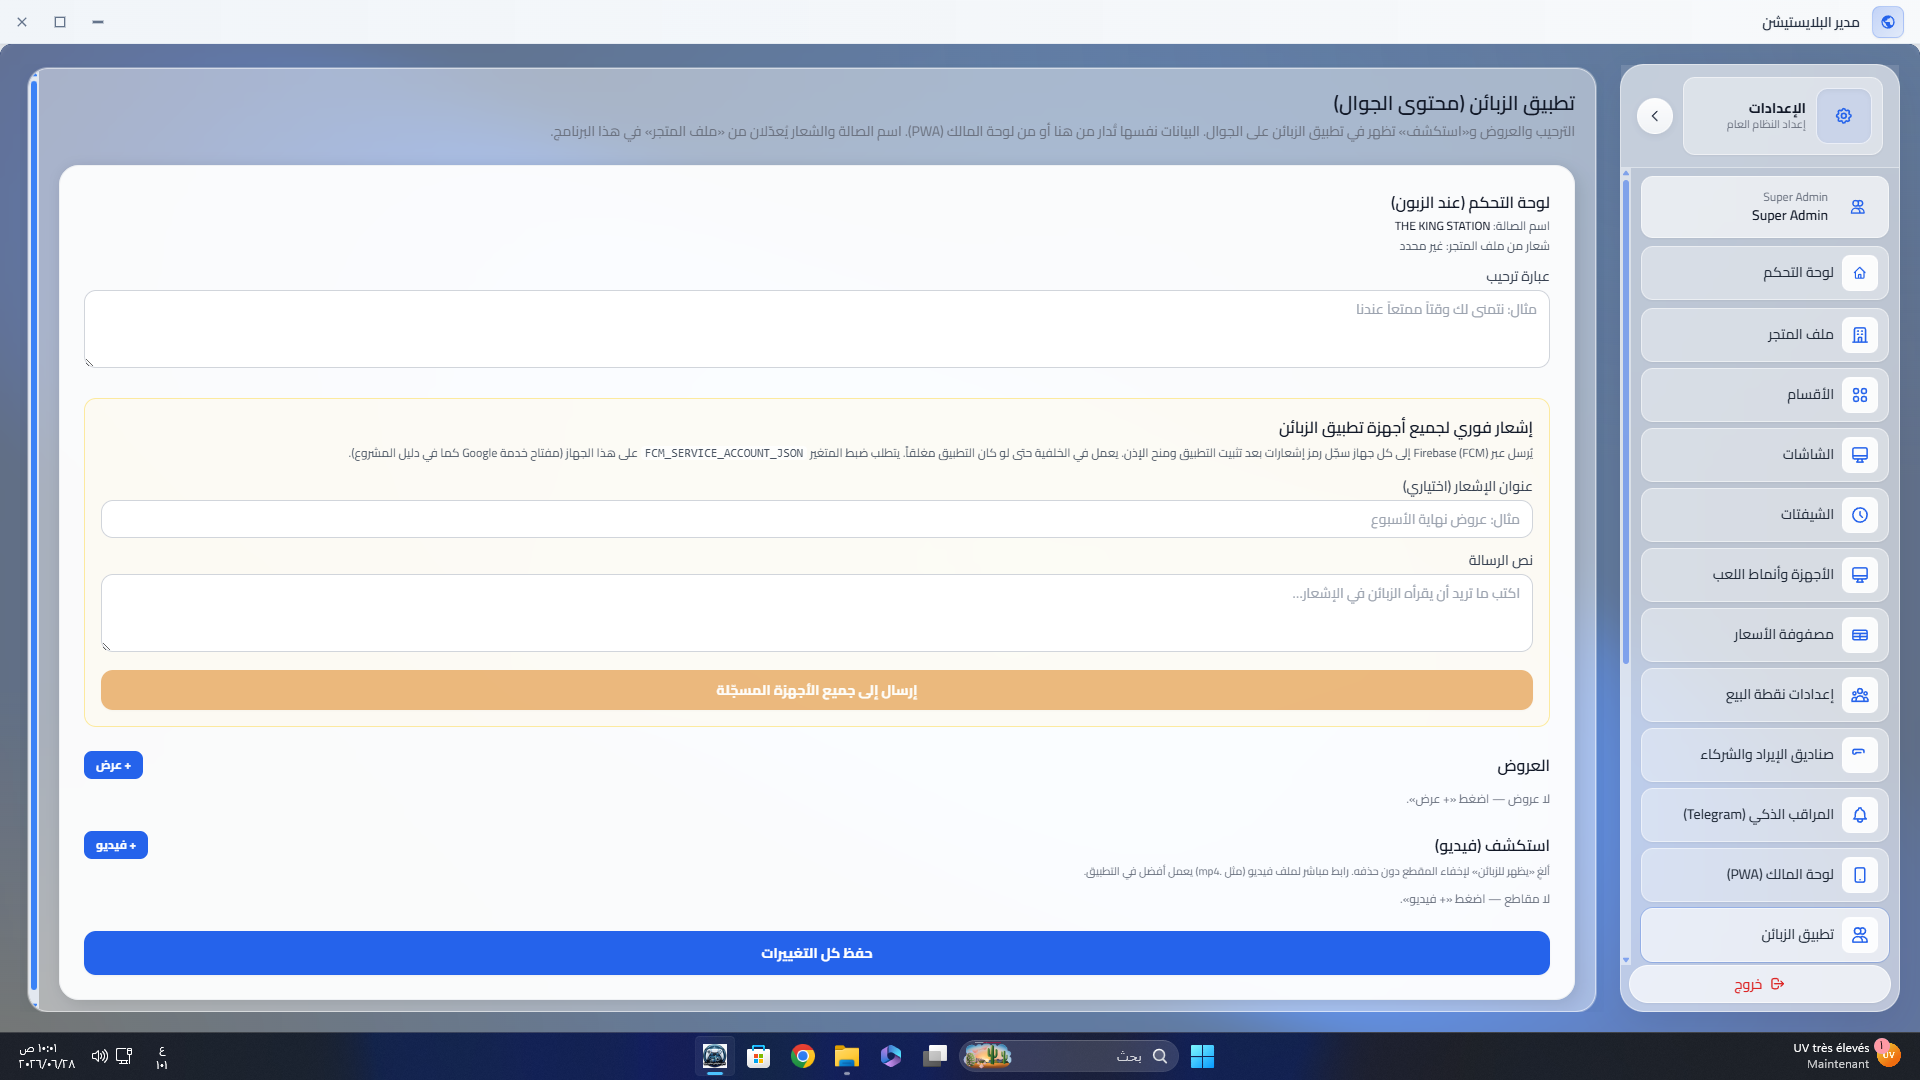 مدير البلايستيشن
الإعدادات
إعداد النظام العام
Super Admin
Super Admin
لوحة التحكم
ملف المتجر
الأقسام
الشاشات
الشيفتات
الأجهزة وأنماط اللعب
مصفوفة الأسعار
إعدادات نقطة البيع
صناديق الإيراد والشركاء
المراقب الذكي (Telegram)
لوحة المالك (PWA)
تطبيق الزبائن
خروج
تطبيق الزبائن (محتوى الجوال)
الترحيب والعروض و«استكشف» تظهر في تطبيق الزبائن على الجوال. البيانات نفسها تُدار من هنا أو من لوحة المالك (PWA). اسم الصالة والشعار يُعدّلان من «ملف المتجر» في هذا البرنامج.
لوحة التحكم (عند الزبون)
اسم الصالة: THE KING STATION
شعار من ملف المتجر: غير محدد
عبارة ترحيب
مثال: نتمنى لك وقتاً ممتعاً عندنا
إشعار فوري لجميع أجهزة تطبيق الزبائن
يُرسل عبر Firebase (FCM) إلى كل جهاز سجّل رمز إشعارات بعد تثبيت التطبيق ومنح الإذن. يعمل في الخلفية حتى لو كان التطبيق مغلقاً. يتطلب ضبط المتغير FCM_SERVICE_ACCOUNT_JSON على هذا الجهاز (مفتاح خدمة Google كما في دليل المشروع).
عنوان الإشعار (اختياري)
مثال: عروض نهاية الأسبوع
نص الرسالة
اكتب ما تريد أن يقرأه الزبائن في الإشعار...
إرسال إلى جميع الأجهزة المسجّلة
العروض
+ عرض
لا عروض — اضغط «+ عرض».
استكشف (فيديو)
+ فيديو
ألغِ «يظهر للزبائن» لإخفاء المقطع دون حذفه. رابط مباشر لملف فيديو (مثل .mp4) يعمل أفضل في التطبيق.
لا مقاطع — اضغط «+ فيديو».
حفظ كل التغييرات
UV très élevés
Maintenant
1
UV
بحث
ع
١٠١
١٠:٠١ ص
٢٠٢٦/٠٦/٢٨